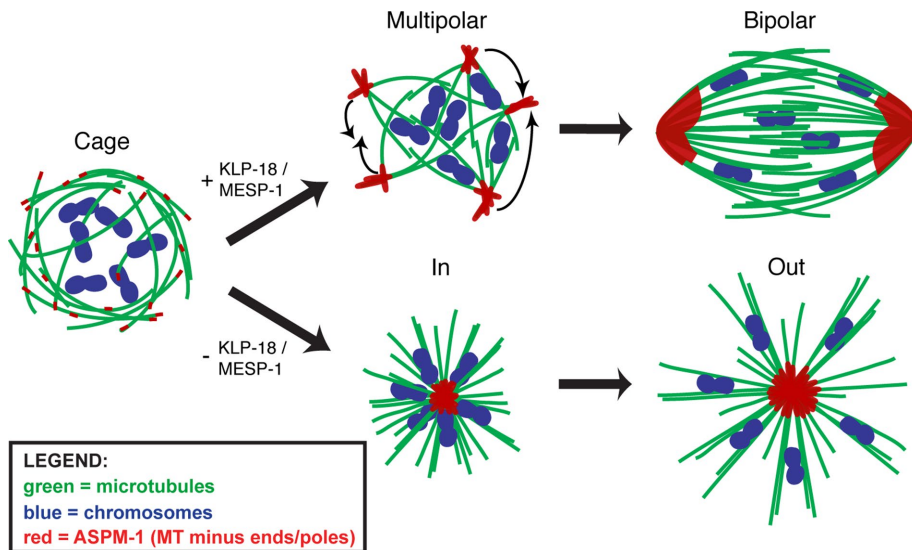 Multipolar
Bipolar
Cage
+ KLP-18 /
MESP-1
In
Out
- KLP-18 /
MESP-1
LEGEND:
green = microtubules
blue = chromosomes
red = ASPM-1 (MT minus ends/poles)